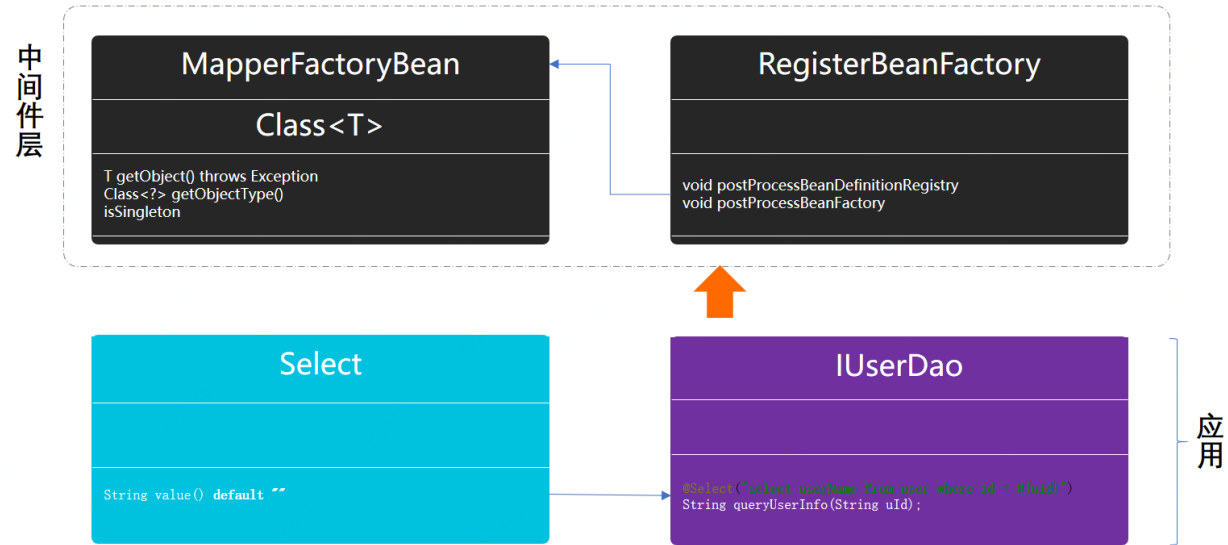 中间件层
MapperFactoryBean
Class<T>
T getObject() throws Exception
Class<?> getObjectType()
isSingleton
RegisterBeanFactory
void postProcessBeanDefinitionRegistry
void postProcessBeanFactory
Select
String value() default ""
IUserDao
@Select("select userName from user where id = #{uId}")
String queryUserInfo(String uId);
应用